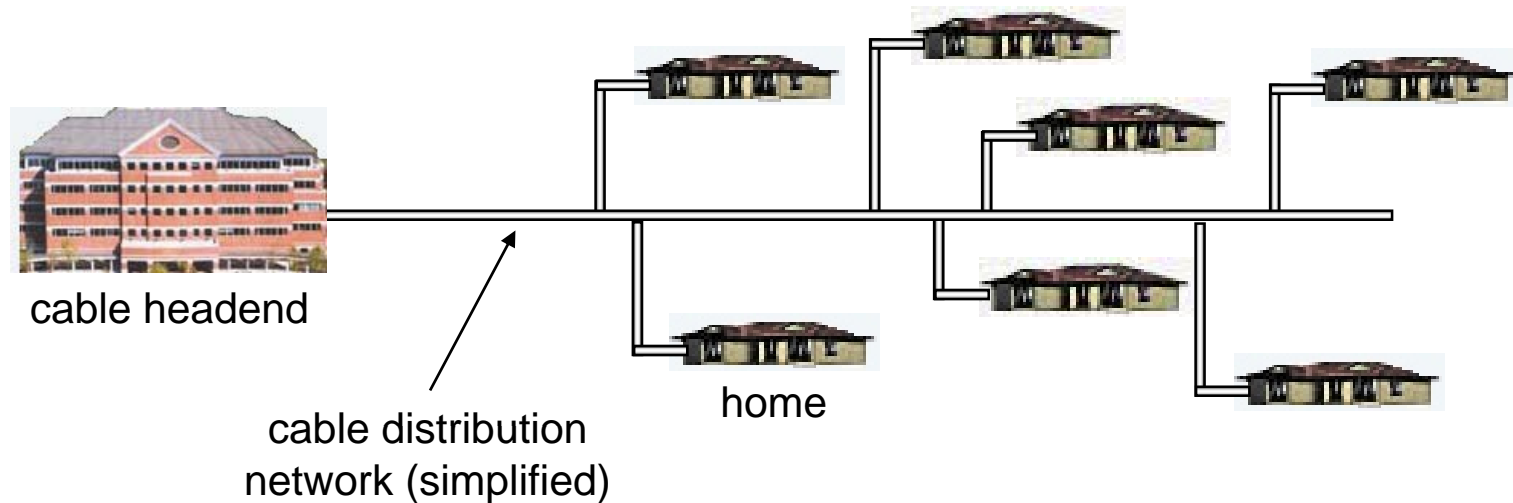 cable headend
home
cable distribution
network (simplified)